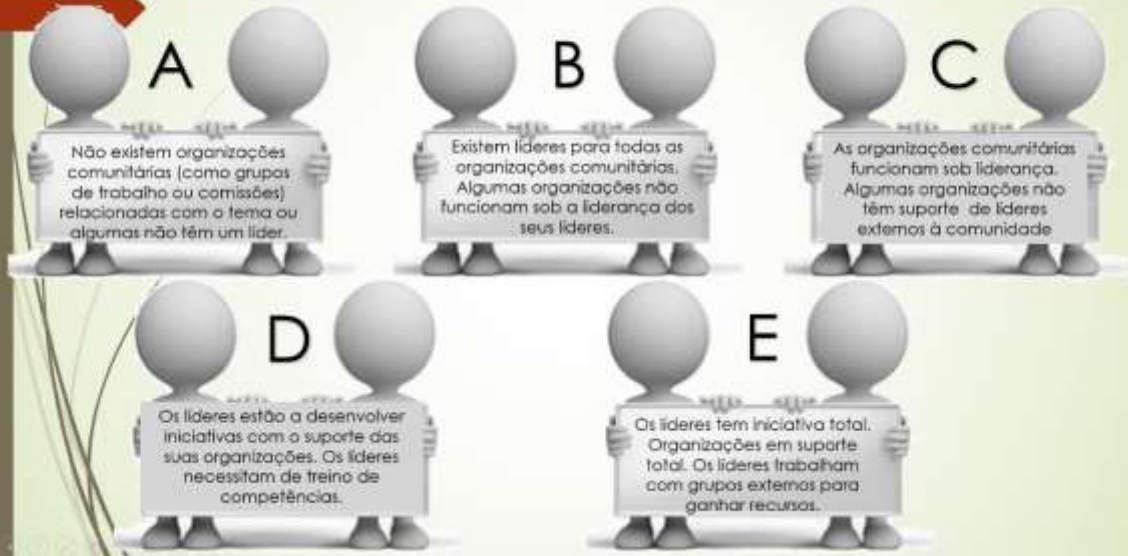 A
Não existem organizações
comunitárias (como grupos
de trabalho ou comissões)
relacionadas com o tema ou
algumas não têm um líder.
B
Existem líderes para todas as
organizações comunitárias.
Algumas organizações não
funcionam sob a liderança dos
seus líderes.
C
As organizações comunitárias
funcionam sob liderança.
Algumas organizações não
têm suporte de líderes
externos à comunidade
D
Os líderes estão a desenvolver
iniciativas com o suporte das
suas organizações. Os líderes
necessitam de treino de
competências.
E
Os líderes tem iniciativa total.
Organizações em suporte
total. Os líderes trabalham
com grupos externos para
ganhar recursos.